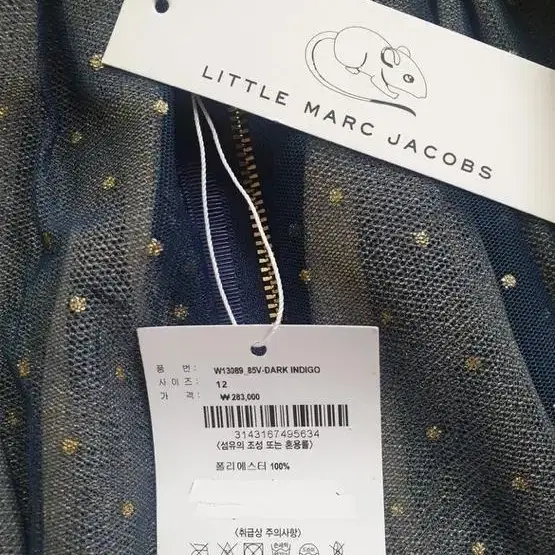 LITTLE MARC JACOBS
품 번 : W13089_85V-DARK INDIGO
사 이 즈 : 12
가 격 : ₩ 283,000
3143167495634
<섬유의 조성 또는 혼용률>
폴리에스터 100%
<취급상 주의사항>